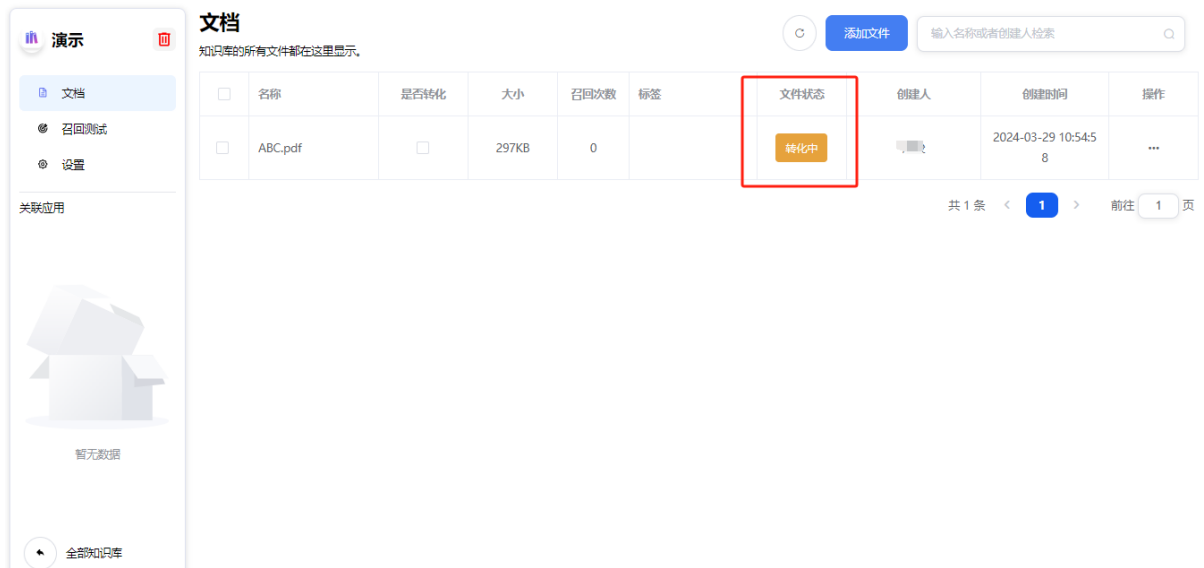 演示
文档
召回测试
设置
关联应用
暂无数据
全部知识库
文档
知识库的所有文件都在这里显示。
添加文件
输入名称或者创建人检索
名称 是否转化 大小 召回次数 标签 文件状态 创建人 创建时间 操作
ABC.pdf 297KB 0 转化中 2024-03-29 10:54:5
8
共 1 条 1 前往 1 页